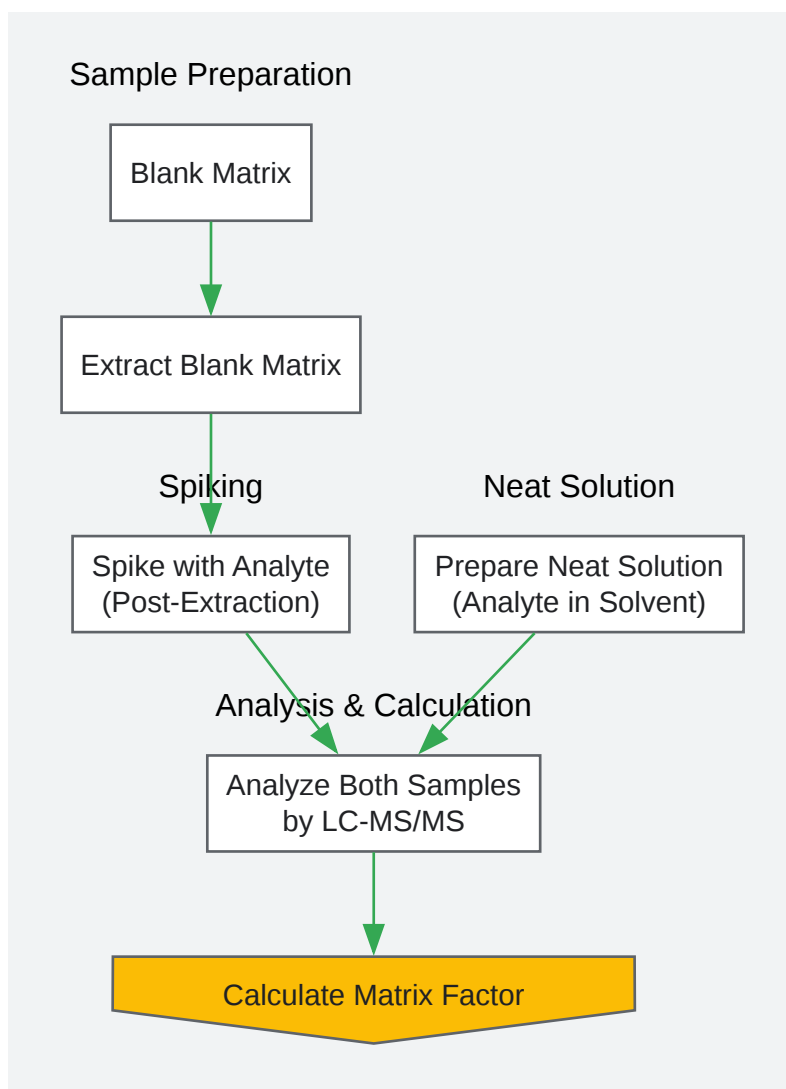 Sample Preparation
Blank Matrix
Extract Blank Matrix
Spiking
Neat Solution
Spike with Analyte
(Post-Extraction)
Prepare Neat Solution
(Analyte in Solvent)
Analysis & Calculation
Analyze Both Samples
by LC-MS/MS
Calculate Matrix Factor